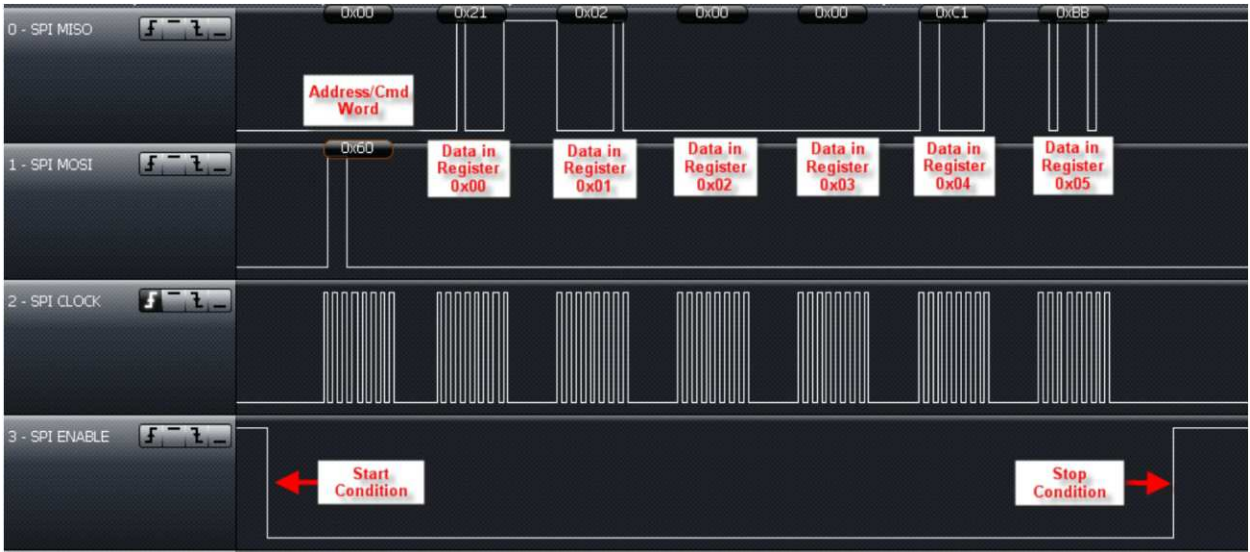 0x00 0x21 0x02 0x00 0x00 0xC1 0xBB
0 - SPI MISO
Address/Cmd
Word
0x60
1 - SPI MOSI
Data in
Register
0x00
Data in
Register
0x01
Data in
Register
0x02
Data in
Register
0x03
Data in
Register
0x04
Data in
Register
0x05
2 - SPI CLOCK
3 - SPI ENABLE
Start
Condition
Stop
Condition